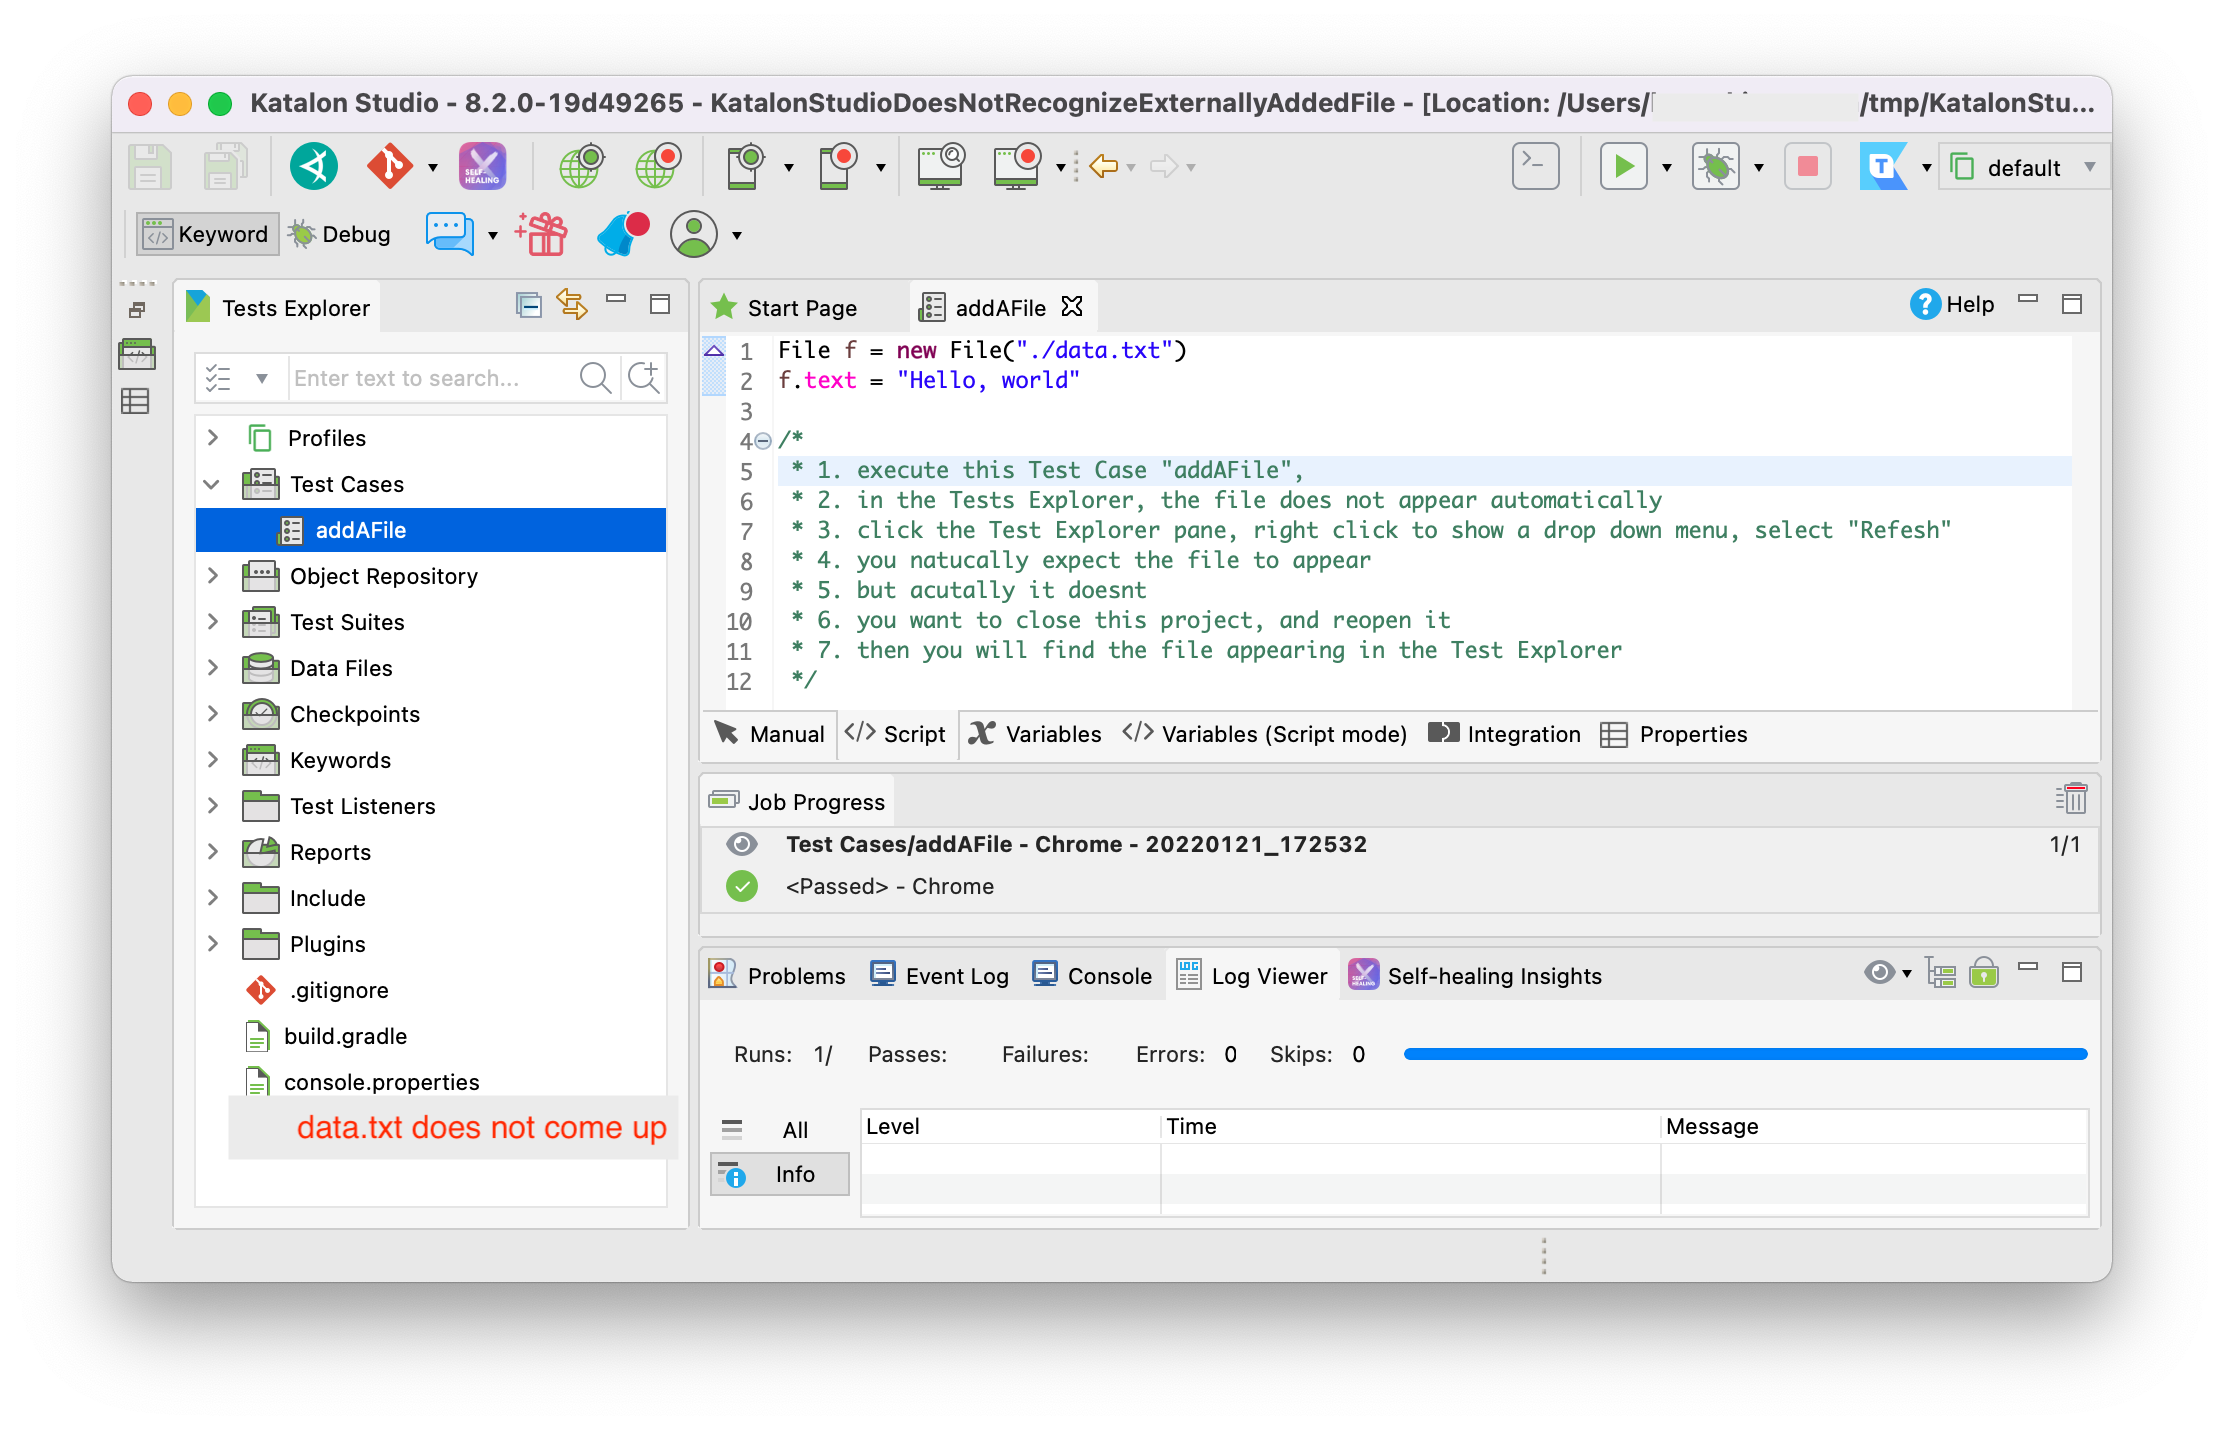 Katalon Studio - 8.2.0-19d49265 - KatalonStudioDoesNotRecognizeExternallyAddedFile - [Location: /Users/ /tmp/KatalonStu...
SELF-HEALING
T
default
Keyword
Debug
Tests Explorer
Enter text to search...
Profiles
Test Cases
addAFile
Object Repository
Test Suites
Data Files
Checkpoints
Keywords
Test Listeners
Reports
Include
Plugins
.gitignore
build.gradle
console.properties
data.txt does not come up
Start Page
addAFile
Help
1 File f = new File("./data.txt")
2 f.text = "Hello, world"
3
4 /*
5 * 1. execute this Test Case "addAFile",
6 * 2. in the Tests Explorer, the file does not appear automatically
7 * 3. click the Test Explorer pane, right click to show a drop down menu, select "Refesh"
8 * 4. you natucally expect the file to appear
9 * 5. but acutally it doesnt
10 * 6. you want to close this project, and reopen it
11 * 7. then you will find the file appearing in the Test Explorer
12 */
Manual
Script
Variables
Variables (Script mode)
Integration
Properties
Job Progress
Test Cases/addAFile - Chrome - 20220121_172532 1/1
<Passed> - Chrome
Problems
Event Log
Console
LOG
Log Viewer
SELF-HEALING
Self-healing Insights
Runs: 1/ Passes: Failures: Errors: 0 Skips: 0
All
Info
Level Time Message